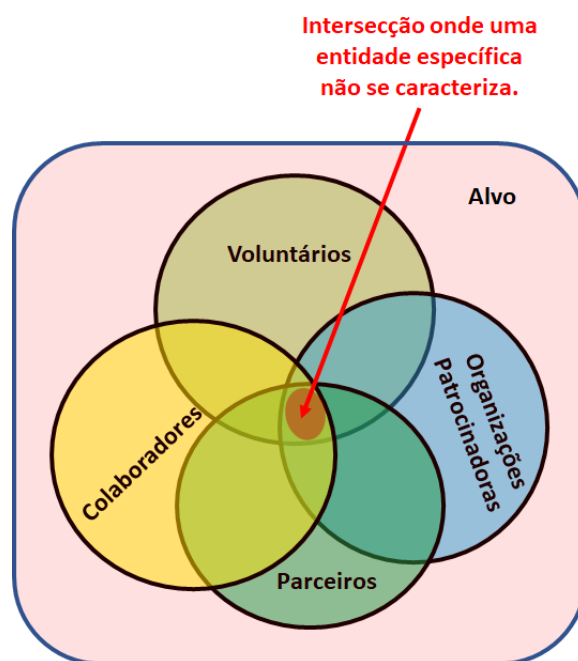 Intersecção onde uma
entidade específica
não se caracteriza.
Alvo
Voluntários
Organizações
Patrocinadoras
Colaboradores
Parceiros